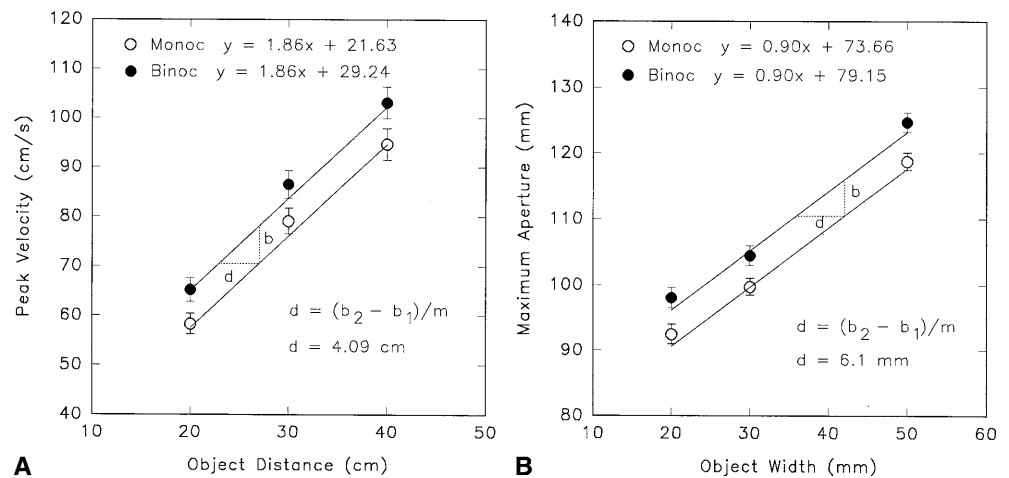 120
110
100
90
80
70
60
50
40
10
20
30
40
50
Peak Velocity (cm/s)
Object Distance (cm)
Monoc y = 1.86x + 21.63
Binoc y = 1.86x + 29.24
b
d
d = (b2 − b1)/m
d = 4.09 cm
A
140
130
120
110
100
90
80
10
20
30
40
50
60
Maximum Aperture (mm)
Object Width (mm)
Monoc y = 0.90x + 73.66
Binoc y = 0.90x + 79.15
b
d
d = (b2 − b1)/m
d = 6.1 mm
B